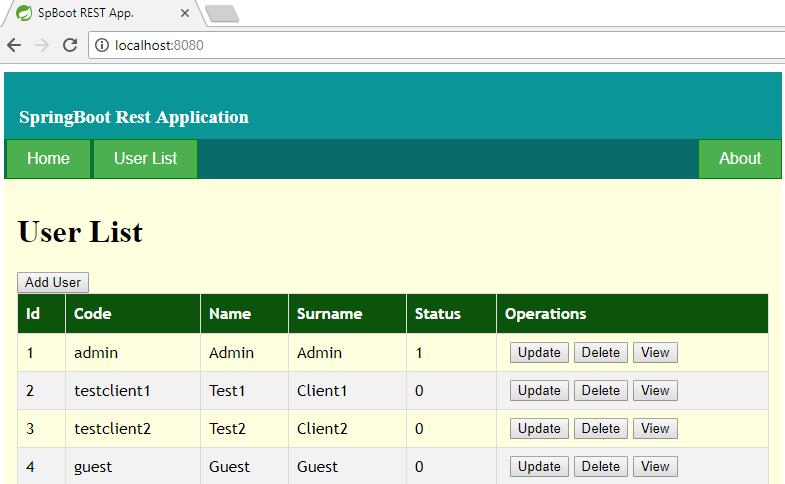 SpBoot REST App.
localhost:8080
SpringBoot Rest Application
Home User List About
User List
Add User
Id Code Name Surname Status Operations
1 admin Admin Admin 1 Update Delete View
2 testclient1 Test1 Client1 0 Update Delete View
3 testclient2 Test2 Client2 0 Update Delete View
4 guest Guest Guest 0 Update Delete View